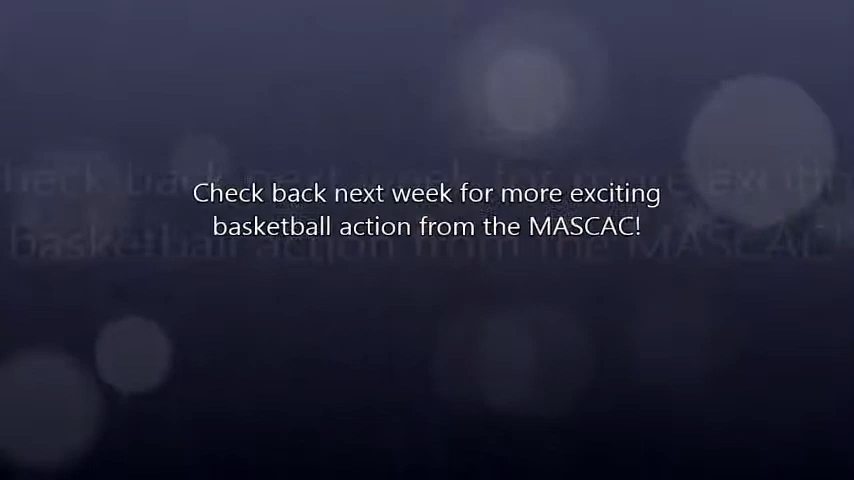 Check back next week for more exciting
basketball action from the MASCAC!